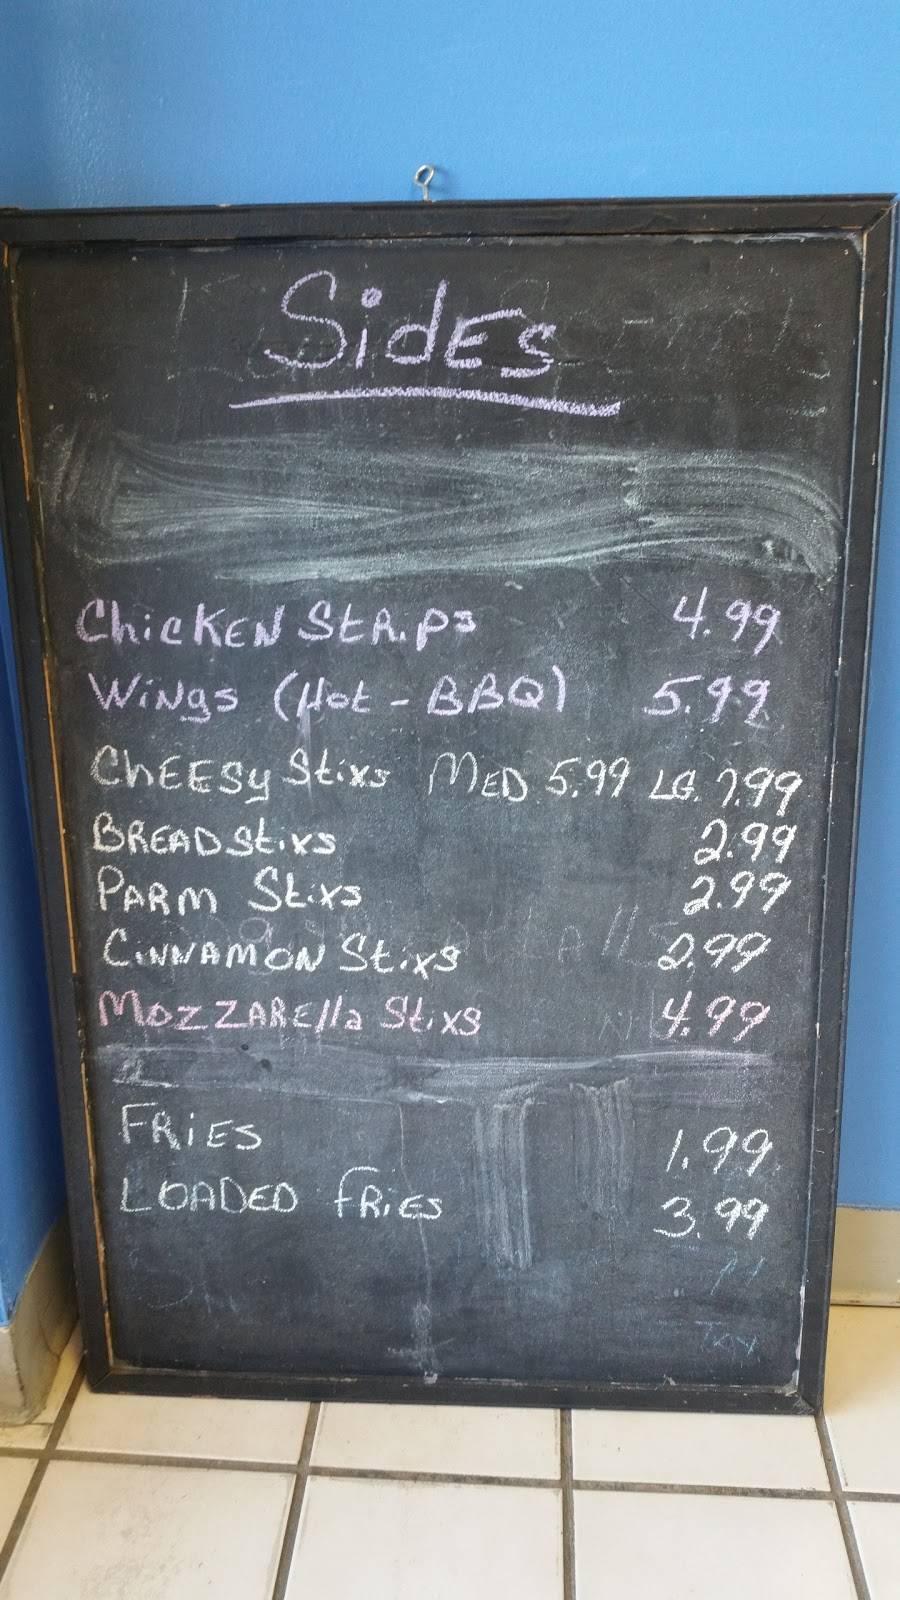 Sides
Chicken Strips 4.99
Wings (Hot - BBQ) 5.99
Cheesy Stixs Med 5.99 LG. 7.99
Bread Stixs 2.99
Parm Stixs 2.99
Cinnamon Stixs 2.99
Mozzarella Stixs 4.99
Fries 1.99
Loaded Fries 3.99